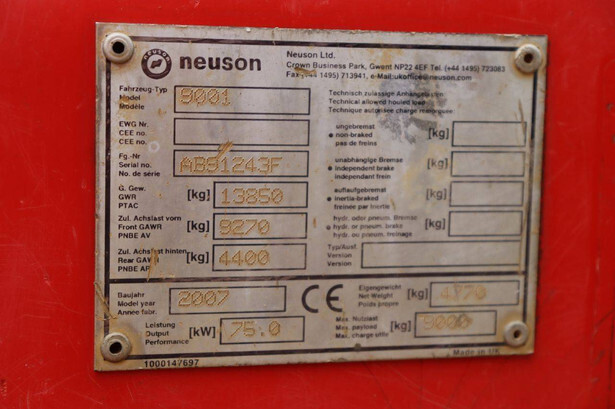 NEUSON
neuson
Neuson Ltd.
Crown Business Park, Gwent NP22 4EF Tel. (+44 1495) 723083
Fax (+44 1495) 713941, e-Mail:ukoffice@neuson.com
Fahrzeug-Typ
Model
Modèle
9001
EWG Nr.
CEE no.
CEE no.
Fg.-Nr
Serial no.
No. de série
AB91243F
G. Gew.
GWR
PTAC
[kg] 13850
Zul. Achslast vorn
Front GAWR
PNBE AV
[kg] 9270
Zul. Achslast hinten
Rear GAWR
PNBE AR
[kg] 4400
Technisch zulässige Anhängelast
Technical allowed houled load
Technique autorisée charge remorquée
ungebremst
non-braked
pas de freins
[kg]
unabhängige Bremse
independent brake
independant frein
[kg]
auflaufgebremst
inertia-braked
freinée par inertie
[kg]
hydr. oder pneum. Bremse
hydr. or pneum. brake
hydr. ou pneum. freinage
[kg]
Typ/Ausf.
Version
Version
Baujahr
Model year
Annee fabr.
2007
CE
Eigengewicht
Net Weight
Poids propre
[kg] 4770
Leistung
Output
Performance
[kW] 75.0
Max. Nutzlast
Max. payload
Max. charge utile
[kg] 9000
1000147697
Made in UK